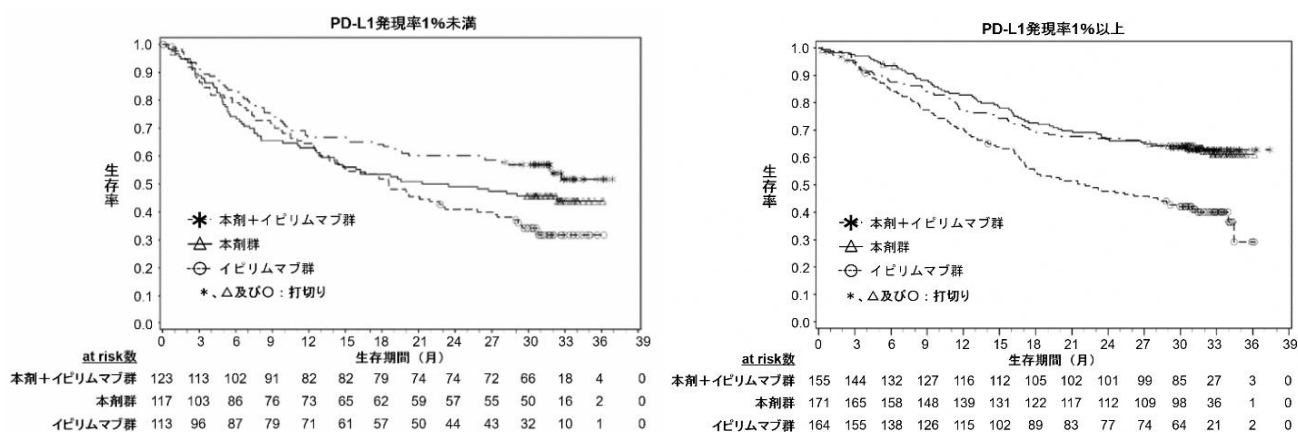 PD-L1発現率1%未満
1.0
0.9
0.8
0.7
0.6
0.5
0.4
0.3
0.2
0.1
0.0
生存率
本剤+イピリムマブ群
本剤群
イピリムマブ群
*、△及び○:打切り
0 3 6 9 12 15 18 21 24 27 30 33 36 39
生存期間(月)
at risk数
本剤+イピリムマブ群 123 113 102 91 82 82 79 74 74 72 66 18 4 0
本剤群 117 103 86 76 73 65 62 59 57 55 50 16 2 0
イピリムマブ群 113 96 87 79 71 61 57 50 44 43 32 10 1 0
PD-L1発現率1%以上
1.0
0.9
0.8
0.7
0.6
0.5
0.4
0.3
0.2
0.1
0.0
生存率
本剤+イピリムマブ群
本剤群
イピリムマブ群
*、△及び○:打切り
0 3 6 9 12 15 18 21 24 27 30 33 36 39
生存期間(月)
at risk数
本剤+イピリムマブ群 155 144 132 127 116 112 105 102 101 99 85 27 3 0
本剤群 171 165 158 148 139 131 122 117 112 109 98 36 1 0
イピリムマブ群 164 155 138 126 115 102 89 83 77 74 64 21 2 0